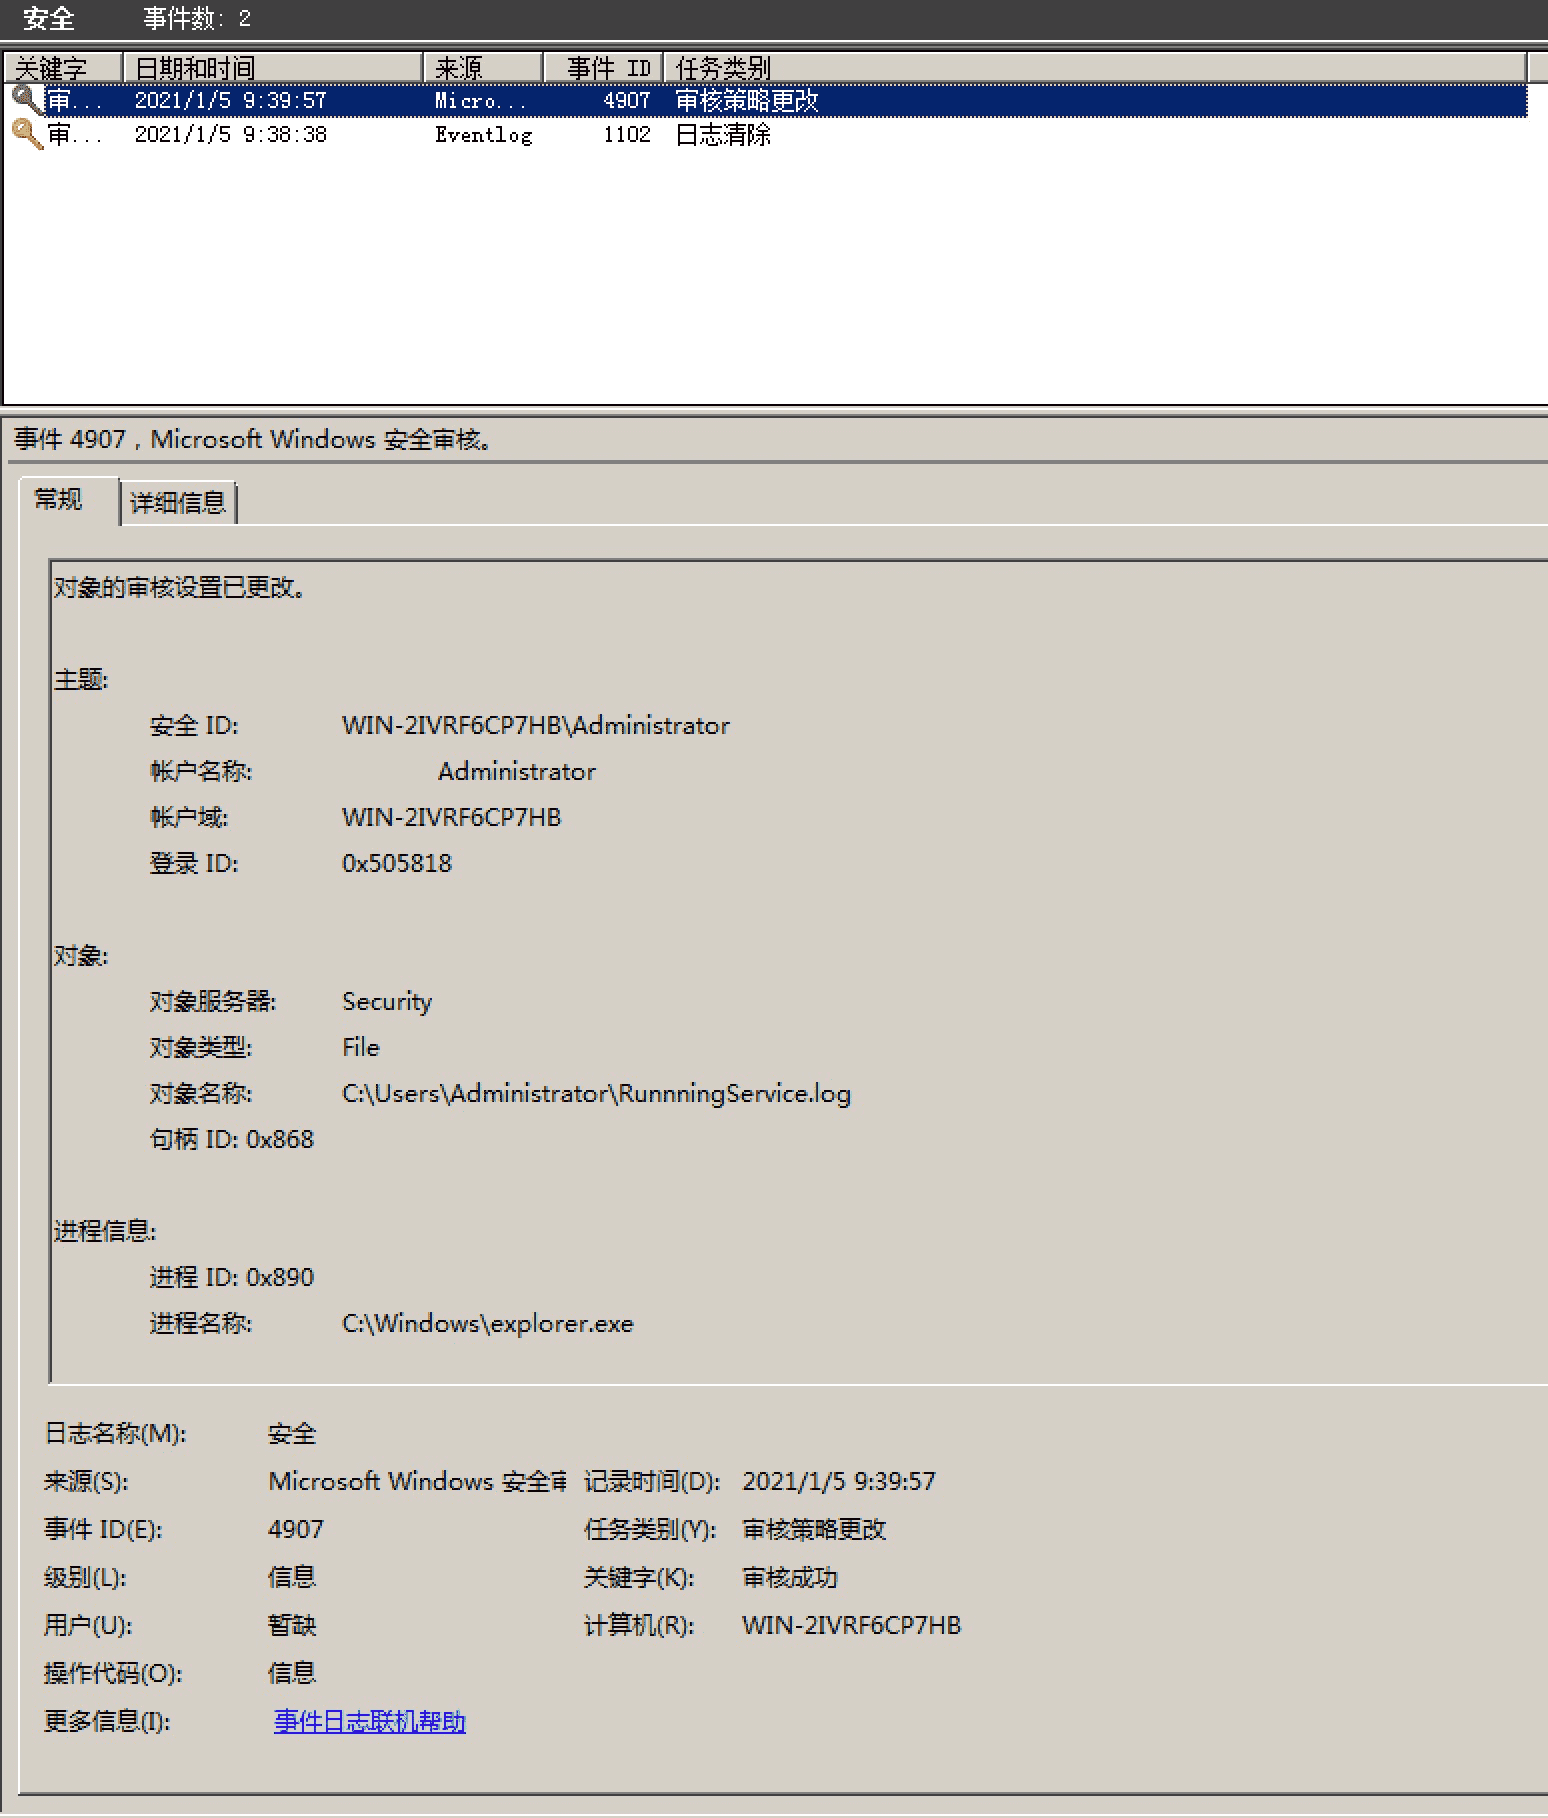 安全 事件数: 2
关键字 日期和时间 来源 事件 ID 任务类别
审... 2021/1/5 9:39:57 Micro... 4907 审核策略更改
审... 2021/1/5 9:38:38 Eventlog 1102 日志清除
事件 4907，Microsoft Windows 安全审核。
常规 详细信息
对象的审核设置已更改。
主题:
安全 ID: WIN-2IVRF6CP7HB\Administrator
帐户名称: Administrator
帐户域: WIN-2IVRF6CP7HB
登录 ID: 0x505818
对象:
对象服务器: Security
对象类型: File
对象名称: C:\Users\Administrator\RunnningService.log
句柄 ID: 0x868
进程信息:
进程 ID: 0x890
进程名称: C:\Windows\explorer.exe
日志名称(M): 安全
来源(S): Microsoft Windows 安全审 记录时间(D): 2021/1/5 9:39:57
事件 ID(E): 4907 任务类别(Y): 审核策略更改
级别(L): 信息 关键字(K): 审核成功
用户(U): 暂缺 计算机(R): WIN-2IVRF6CP7HB
操作代码(O): 信息
更多信息(I): 事件日志联机帮助